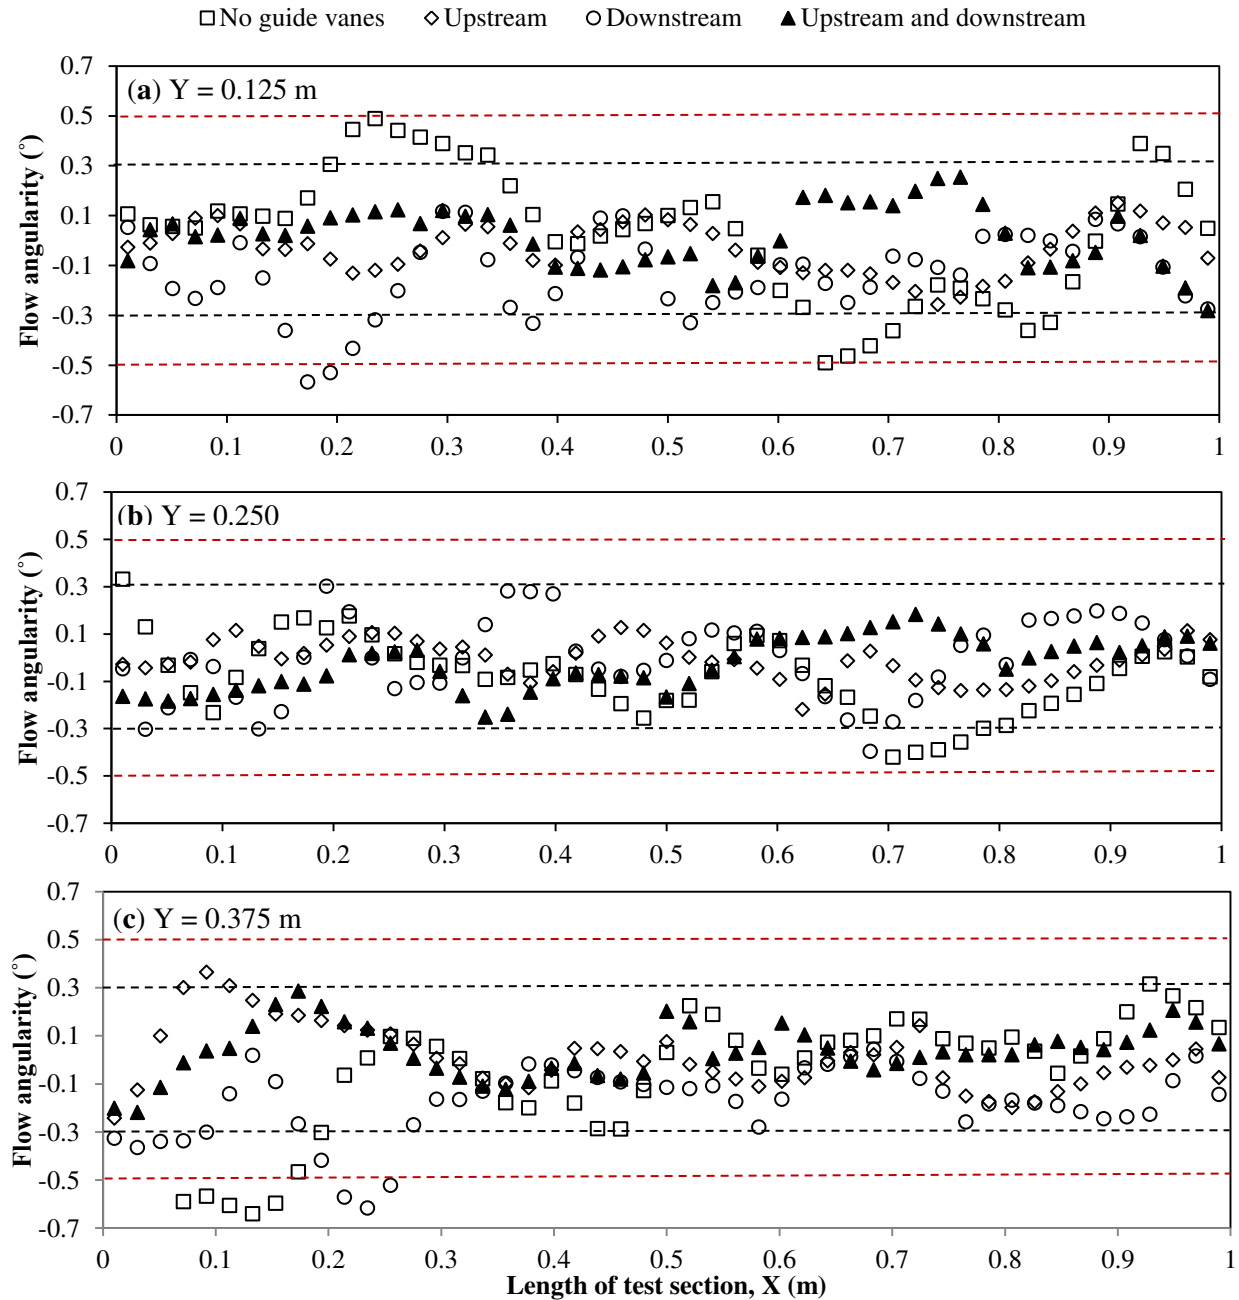 No guide vanes Upstream Downstream Upstream and downstream
Flow angularity (˚)
(a) Y = 0.125 m
0.7
0.5
0.3
0.1
-0.1
-0.3
-0.5
-0.7
0 0.1 0.2 0.3 0.4 0.5 0.6 0.7 0.8 0.9 1
Flow angularity (˚)
(b) Y = 0.250
0.7
0.5
0.3
0.1
-0.1
-0.3
-0.5
-0.7
0 0.1 0.2 0.3 0.4 0.5 0.6 0.7 0.8 0.9 1
Flow angularity (˚)
(c) Y = 0.375 m
0.7
0.5
0.3
0.1
-0.1
-0.3
-0.5
-0.7
0 0.1 0.2 0.3 0.4 0.5 0.6 0.7 0.8 0.9 1
Length of test section, X (m)